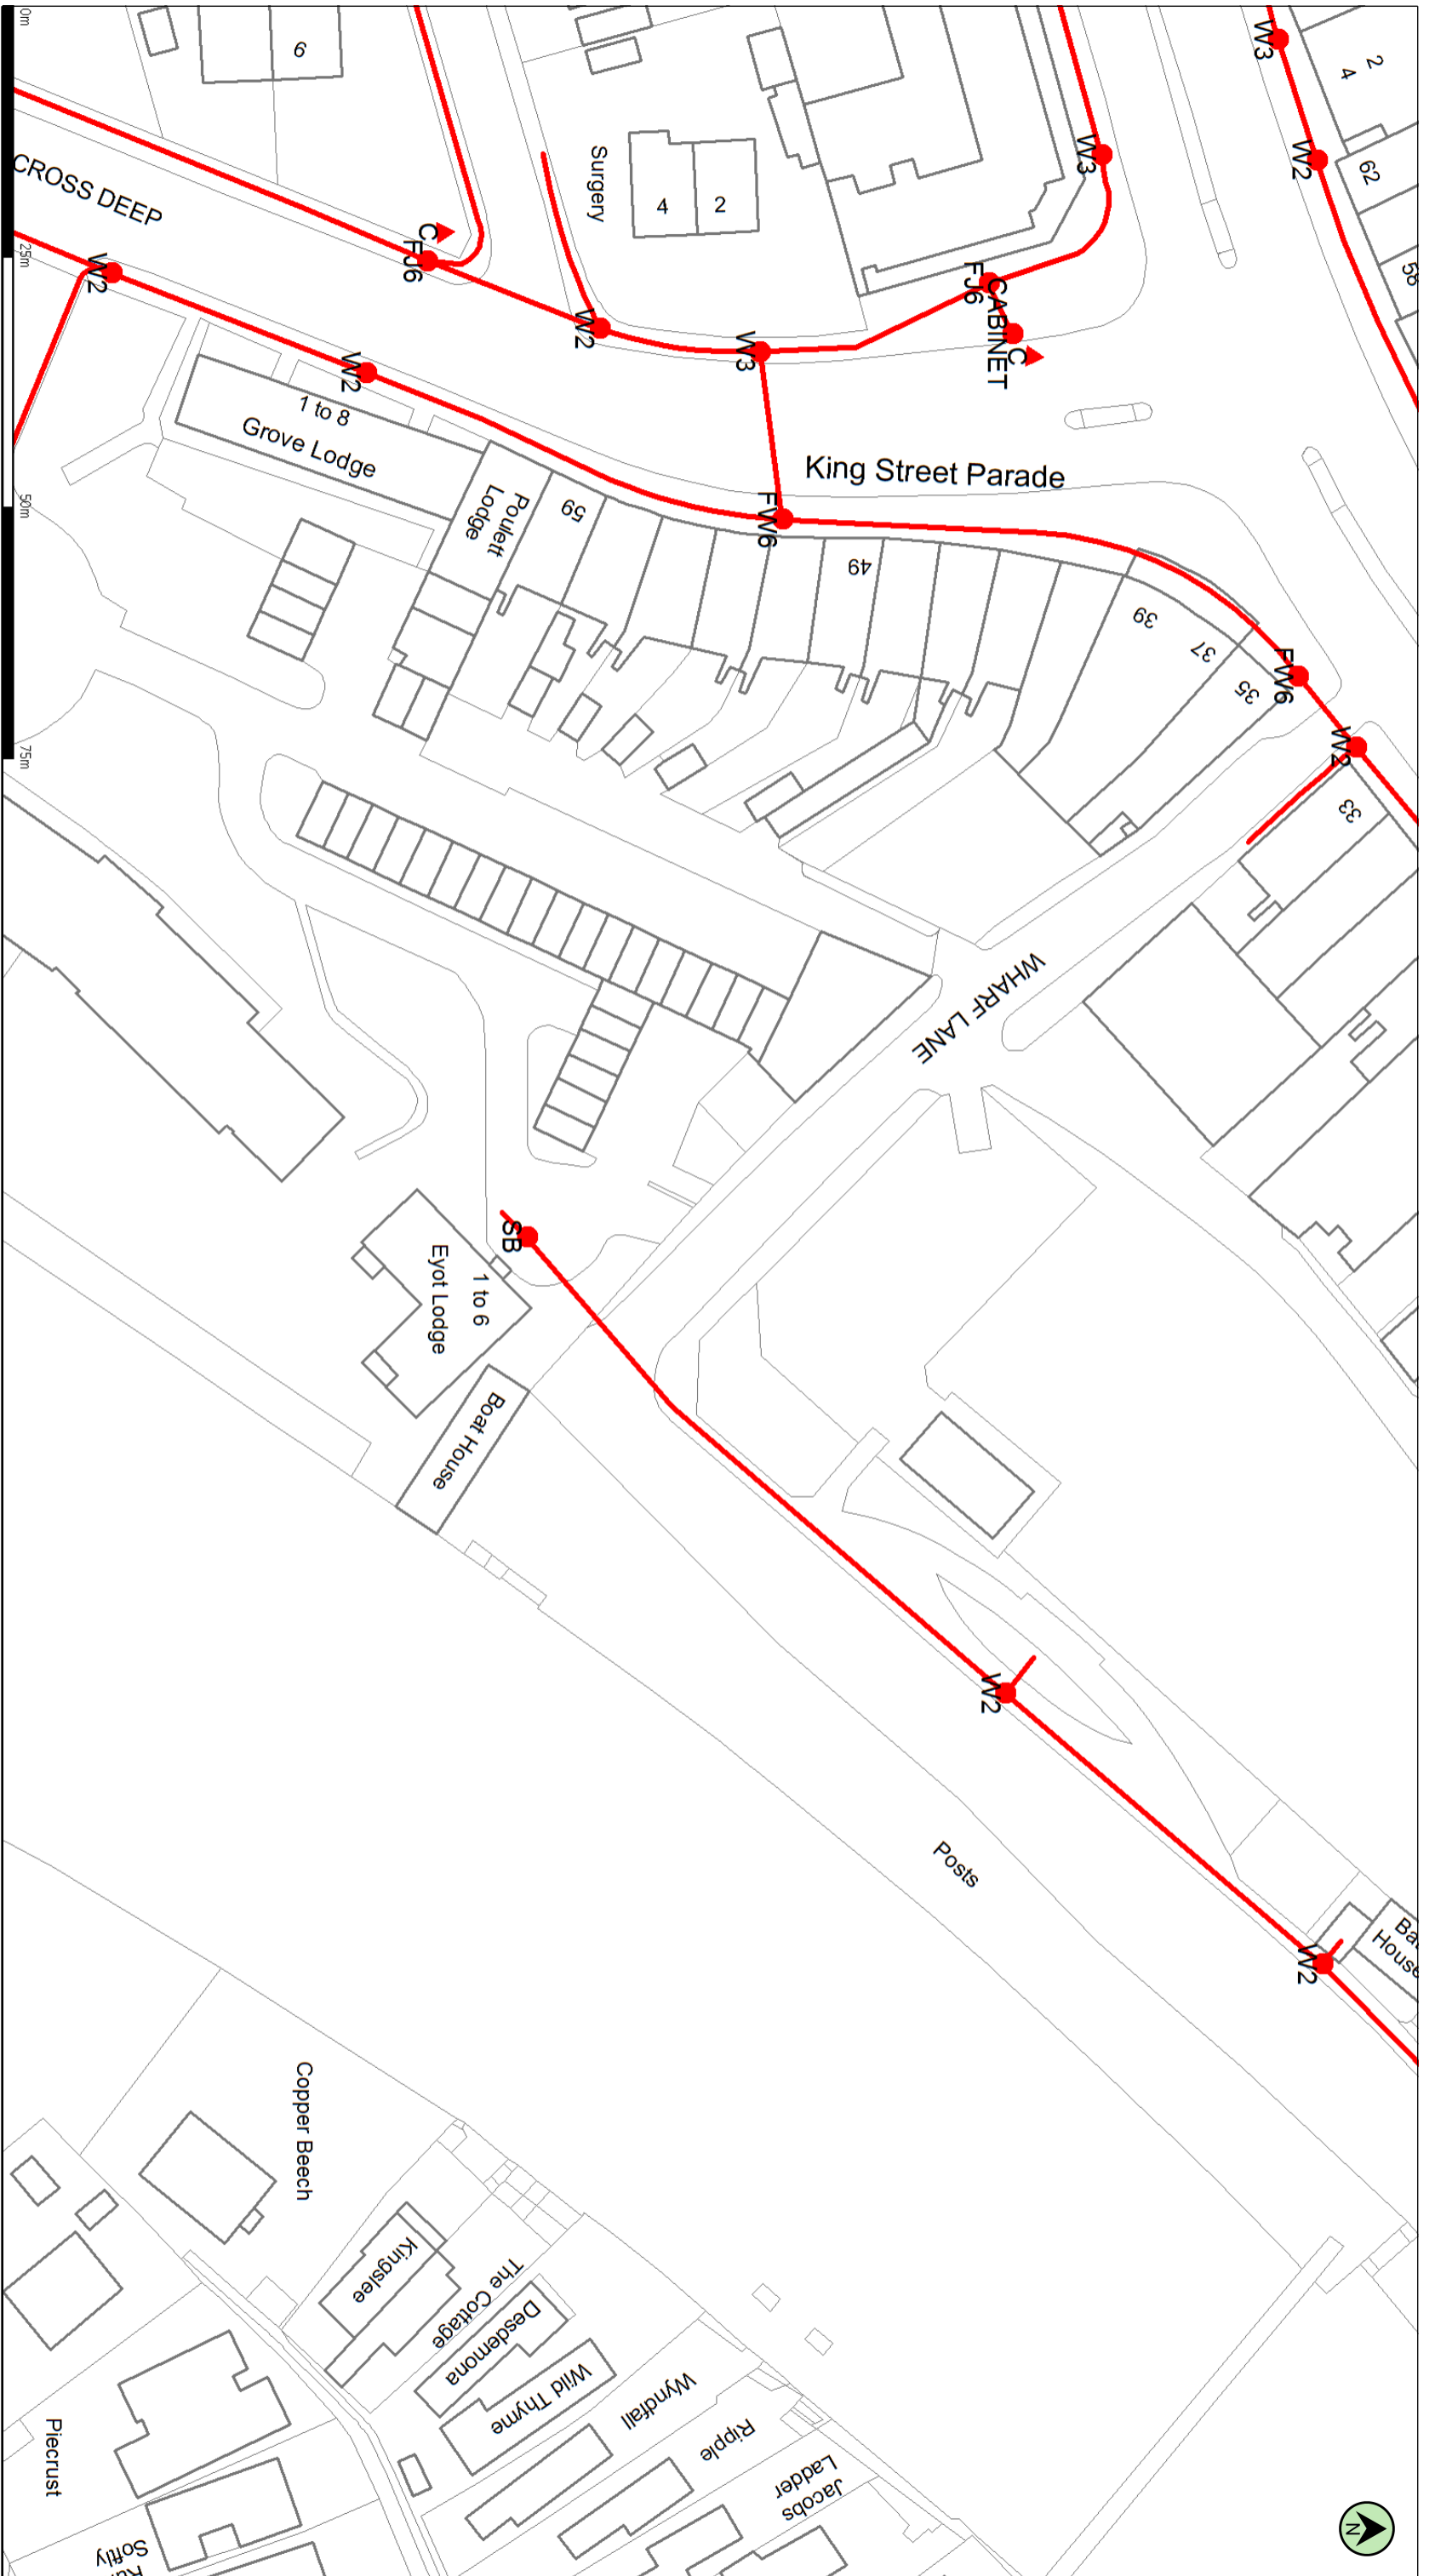 0m
25m
50m
75m
6
W3
2
4
W2
62
58
W3
Surgery
4
2
CROSS DEEP
C
FJ6
W2
FJ6
CABINET
C
W2
W3
W2
1 to 8
Grove Lodge
King Street Parade
Poulett
Lodge
59
FW6
49
39
37
35
FW6
W2
33
WHARF LANE
SB
1 to 6
Eyot Lodge
Boat House
W2
Posts
W2
House
Copper Beech
Kingslee
The Cottage
Desdemona
Wild Thyme
Wyndfall
Ripple
Jacobs
Ladder
Piecrust
Softly
N